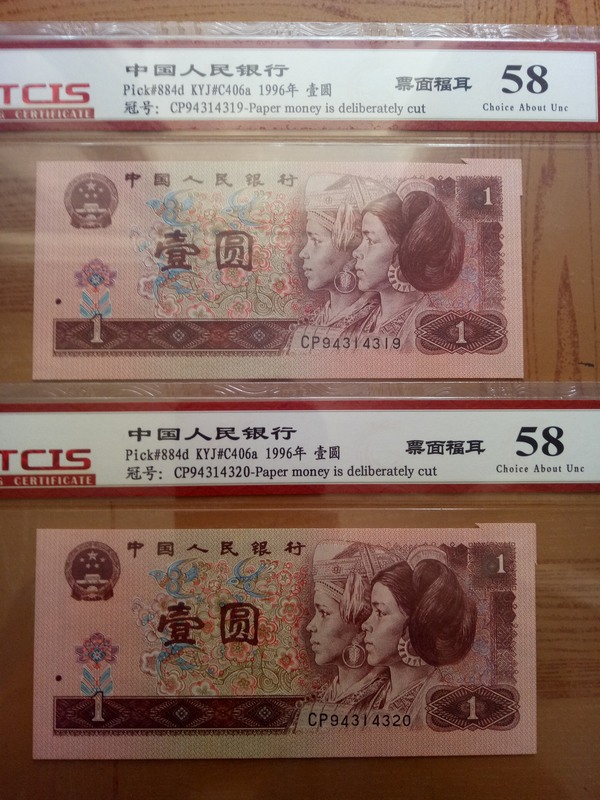 TCIS
CERTIFICATE
中国人民银行
Pick#884d KYJ#C406a 1996年 壹圆
冠号： CP94314319-Paper money is deliberately cut
票面福耳
58
Choice About Unc
中国人民银行
壹圆
1
1
CP94314319
1
TCIS
CERTIFICATE
中国人民银行
Pick#884d KYJ#C406a 1996年 壹圆
冠号： CP94314320-Paper money is deliberately cut
票面福耳
58
Choice About Unc
中国人民银行
壹圆
1
1
CP94314320
1